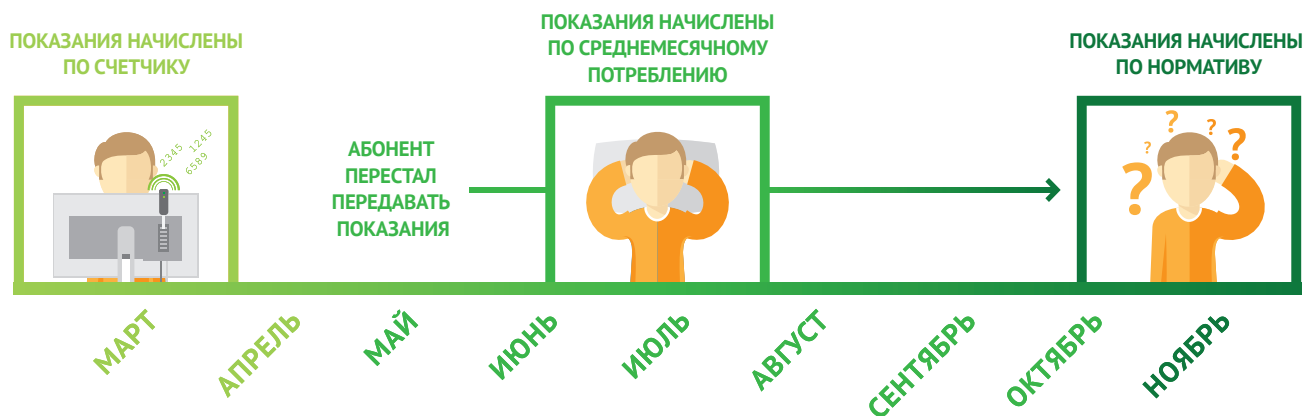 ПОКАЗАНИЯ НАЧИСЛЕНЫ
ПО СЧЕТЧИКУ
ПОКАЗАНИЯ НАЧИСЛЕНЫ
ПО СРЕДНЕМЕСЯЧНОМУ
ПОТРЕБЛЕНИЮ
ПОКАЗАНИЯ НАЧИСЛЕНЫ
ПО НОРМАТИВУ
2345 1245
6589
АБОНЕНТ
ПЕРЕСТАЛ
ПЕРЕДАВАТЬ
ПОКАЗАНИЯ
? ? ? ? ?
МАРТ
АПРЕЛЬ
МАЙ
ИЮНЬ
ИЮЛЬ
АВГУСТ
СЕНТЯБРЬ
ОКТЯБРЬ
НОЯБРЬ